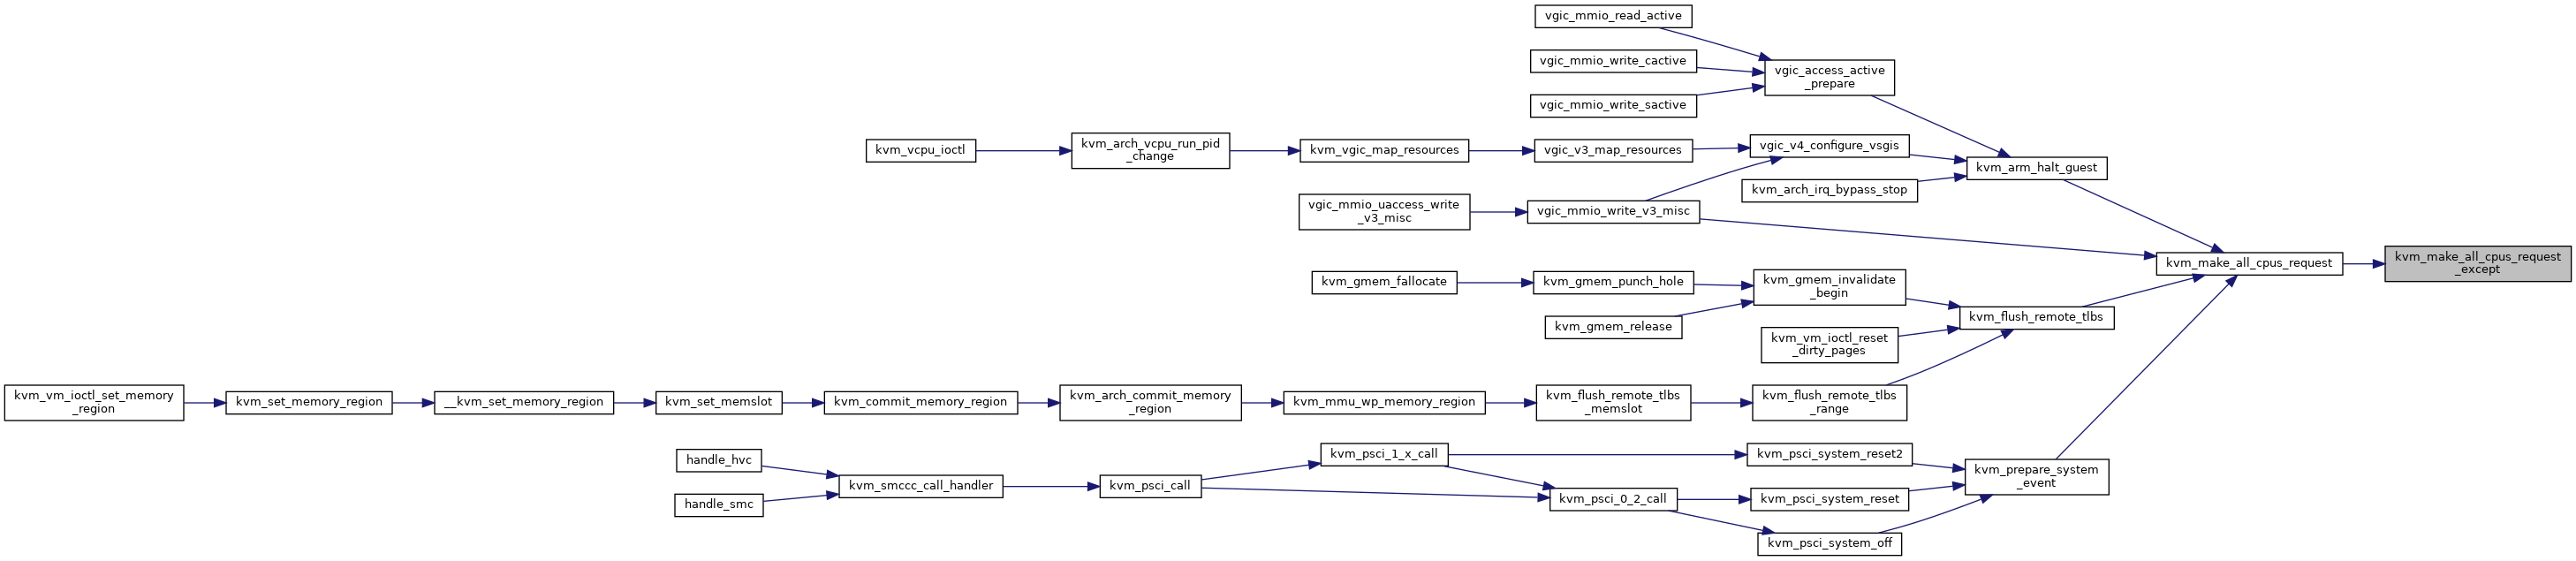 vgic_mmio_read_active
vgic_mmio_write_cactive
vgic_access_active
_prepare
vgic_mmio_write_sactive
kvm_vcpu_ioctl
kvm_arch_vcpu_run_pid
_change
kvm_vgic_map_resources
vgic_v3_map_resources
vgic_v4_configure_vsgis
kvm_arm_halt_guest
kvm_arch_irq_bypass_stop
vgic_mmio_uaccess_write
_v3_misc
vgic_mmio_write_v3_misc
kvm_make_all_cpus_request
kvm_make_all_cpus_request
_except
kvm_gmem_fallocate
kvm_gmem_punch_hole
kvm_gmem_invalidate
_begin
kvm_gmem_release
kvm_flush_remote_tlbs
kvm_vm_ioctl_reset
_dirty_pages
kvm_vm_ioctl_set_memory
_region
kvm_set_memory_region
__kvm_set_memory_region
kvm_set_memslot
kvm_commit_memory_region
kvm_arch_commit_memory
_region
kvm_mmu_wp_memory_region
kvm_flush_remote_tlbs
_memslot
kvm_flush_remote_tlbs
_range
handle_hvc
handle_smc
kvm_smccc_call_handler
kvm_psci_call
kvm_psci_1_x_call
kvm_psci_0_2_call
kvm_psci_system_reset2
kvm_psci_system_reset
kvm_psci_system_off
kvm_prepare_system
_event